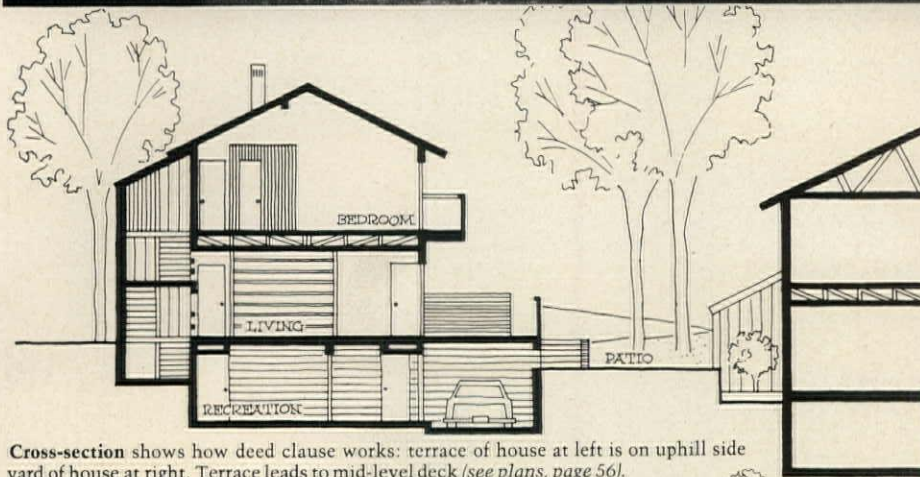 BEDROOM
LIVING
PATIO
RECREATION
Cross-section shows how deed clause works: terrace of house at left is on uphill side
yard of house at right. Terrace leads to mid-level deck (see plans, page 56).